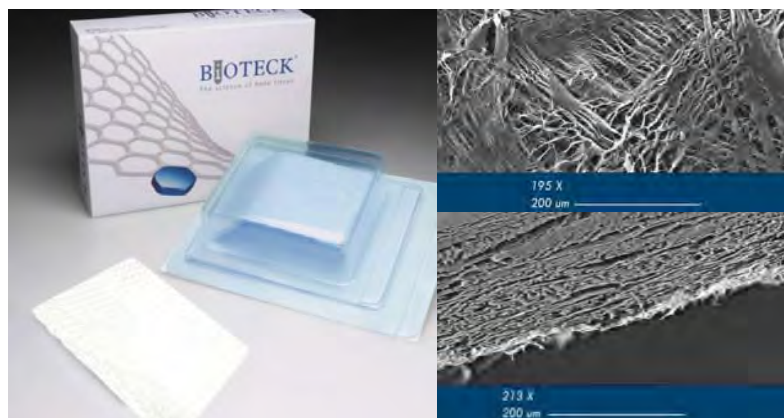 BIOTECK®
The science of bone tissue
195 X
200 um
213 X
200 um